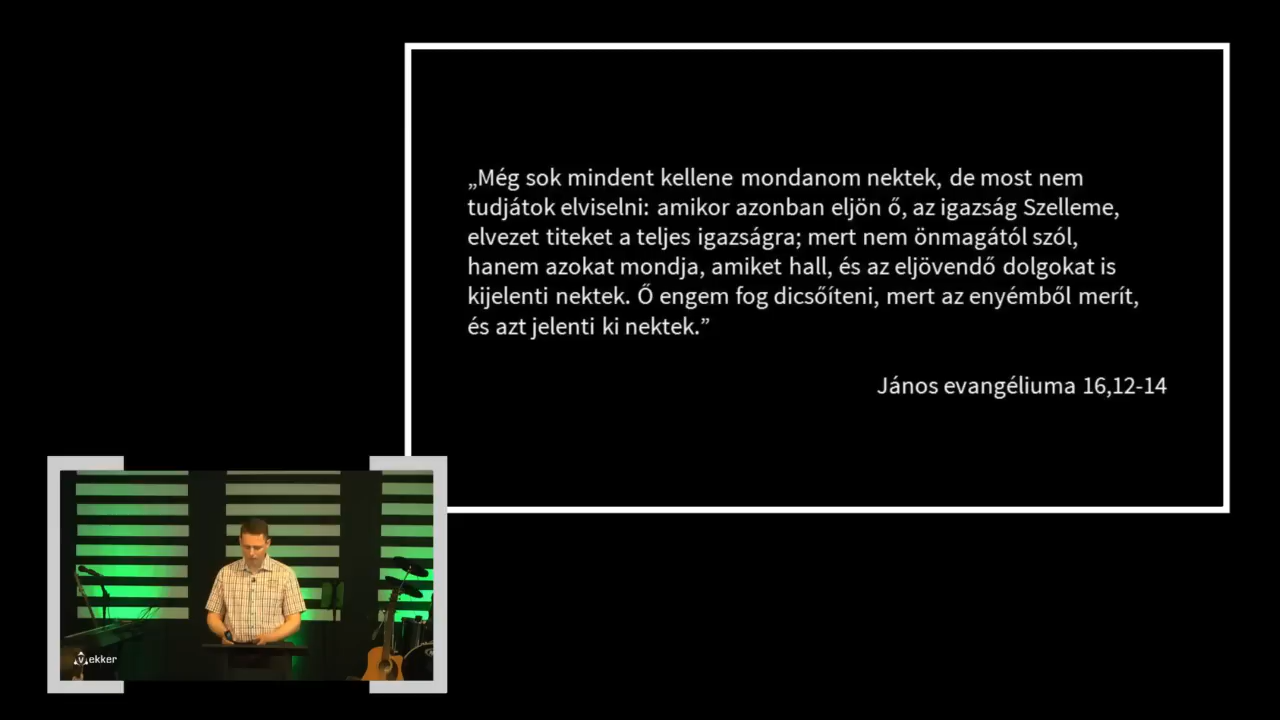 „Még sok mindent kellene mondanom nektek, de most nem
tudjátok elviselni: amikor azonban eljön ő, az igazság Szelleme,
elvezet titeket a teljes igazságra; mert nem önmagától szól,
hanem azokat mondja, amiket hall, és az eljövendő dolgokat is
kijelenti nektek. Ő engem fog dicsőíteni, mert az enyémből merít,
és azt jelenti ki nektek.”
János evangéliuma 16,12-14
vekker